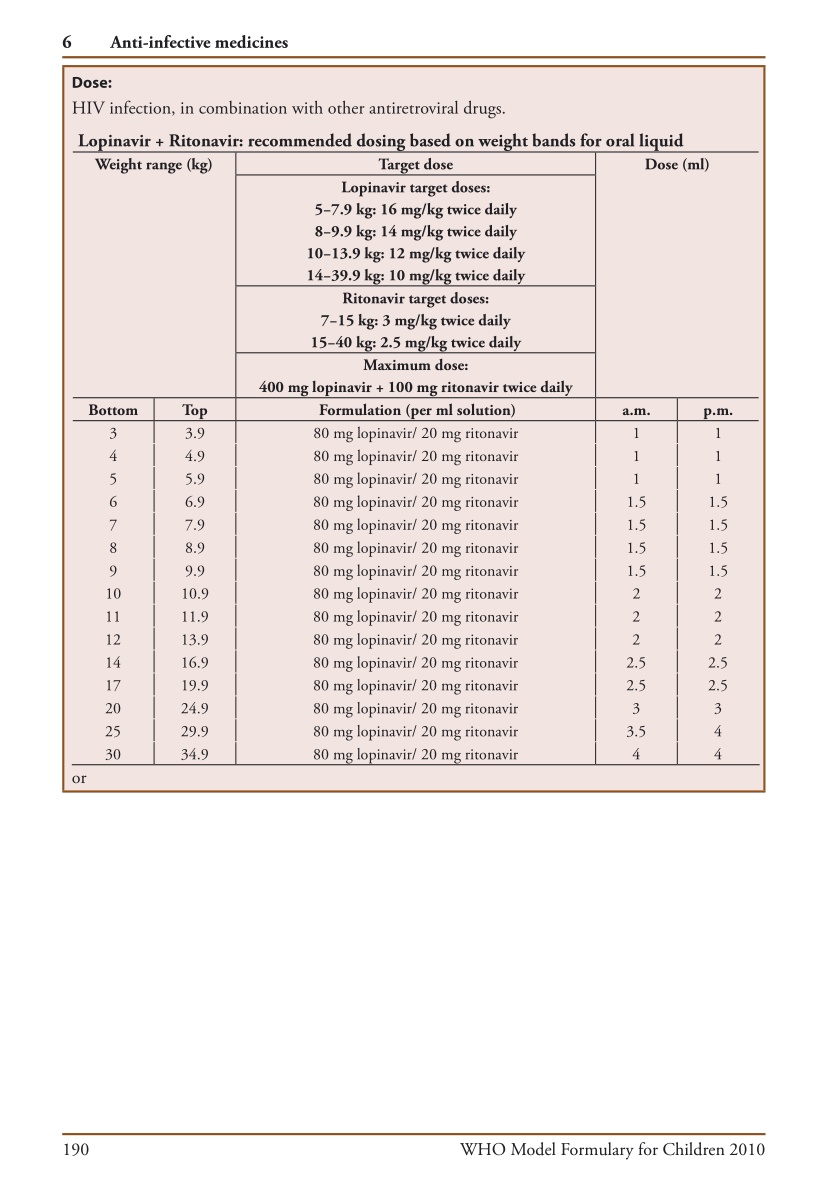 6 Anti-infective medicines
Dose:
HIV infection, in combination with other antiretroviral drugs.
Lopinavir + Ritonavir: recommended dosing based on weight bands for oral liquid
Weight range (kg) Target dose Dose (ml)
Lopinavir target doses:
5–7.9 kg: 16 mg/kg twice daily
8–9.9 kg: 14 mg/kg twice daily
10–13.9 kg: 12 mg/kg twice daily
14–39.9 kg: 10 mg/kg twice daily
Ritonavir target doses:
7–15 kg: 3 mg/kg twice daily
15–40 kg: 2.5 mg/kg twice daily
Maximum dose:
400 mg lopinavir + 100 mg ritonavir twice daily
Bottom Top Formulation (per ml solution) a.m. p.m.
3 3.9 80 mg lopinavir/ 20 mg ritonavir 1 1
4 4.9 80 mg lopinavir/ 20 mg ritonavir 1 1
5 5.9 80 mg lopinavir/ 20 mg ritonavir 1 1
6 6.9 80 mg lopinavir/ 20 mg ritonavir 1.5 1.5
7 7.9 80 mg lopinavir/ 20 mg ritonavir 1.5 1.5
8 8.9 80 mg lopinavir/ 20 mg ritonavir 1.5 1.5
9 9.9 80 mg lopinavir/ 20 mg ritonavir 1.5 1.5
10 10.9 80 mg lopinavir/ 20 mg ritonavir 2 2
11 11.9 80 mg lopinavir/ 20 mg ritonavir 2 2
12 13.9 80 mg lopinavir/ 20 mg ritonavir 2 2
14 16.9 80 mg lopinavir/ 20 mg ritonavir 2.5 2.5
17 19.9 80 mg lopinavir/ 20 mg ritonavir 2.5 2.5
20 24.9 80 mg lopinavir/ 20 mg ritonavir 3 3
25 29.9 80 mg lopinavir/ 20 mg ritonavir 3.5 4
30 34.9 80 mg lopinavir/ 20 mg ritonavir 4 4
or
190 WHO Model Formulary for Children 2010